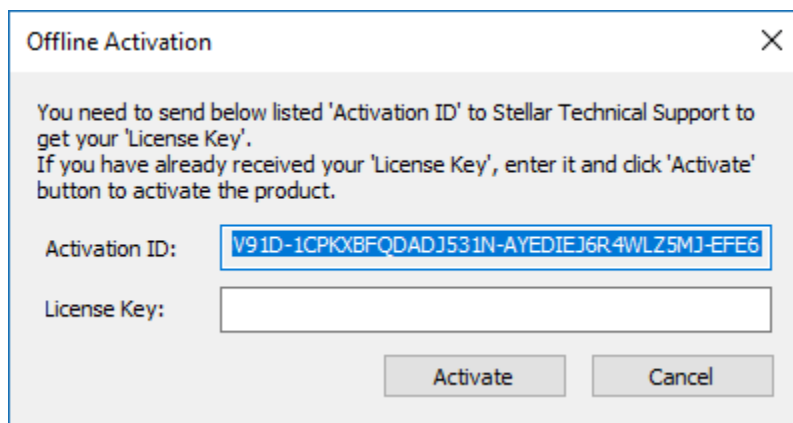 Offline Activation
You need to send below listed 'Activation ID' to Stellar Technical Support to
get your 'License Key'.
If you have already received your 'License Key', enter it and click 'Activate'
button to activate the product.
Activation ID: V91D-1CPKXBFQDADJ531N-AYEDIEJ6R4WLZ5MJ-EFE6
License Key:
Activate Cancel